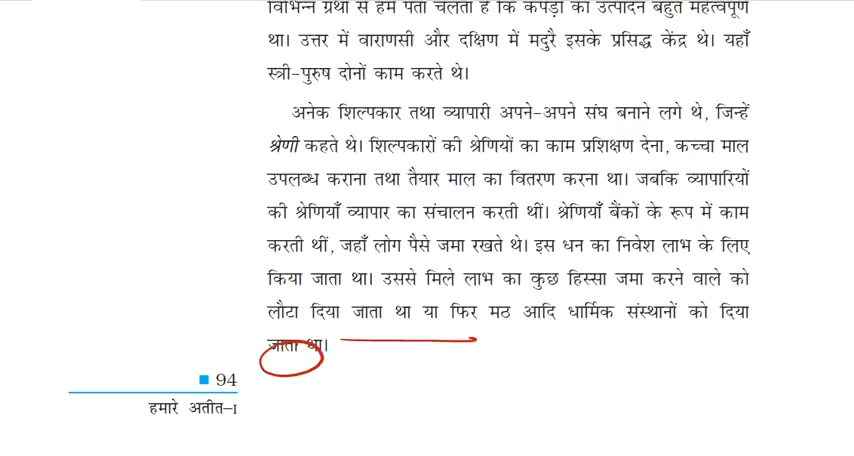 विभिन्न ग्रंथों से हमें पता चलता है कि कपड़ों का उत्पादन बहुत महत्वपूर्ण
था। उत्तर में वाराणसी और दक्षिण में मदुरै इसके प्रसिद्ध केंद्र थे। यहाँ
स्त्री-पुरुष दोनों काम करते थे।
अनेक शिल्पकार तथा व्यापारी अपने-अपने संघ बनाने लगे थे, जिन्हें
श्रेणी कहते थे। शिल्पकारों की श्रेणियों का काम प्रशिक्षण देना, कच्चा माल
उपलब्ध कराना तथा तैयार माल का वितरण करना था। जबकि व्यापारियों
की श्रेणियाँ व्यापार का संचालन करती थीं। श्रेणियाँ बैंकों के रूप में काम
करती थीं, जहाँ लोग पैसे जमा रखते थे। इस धन का निवेश लाभ के लिए
किया जाता था। उससे मिले लाभ का कुछ हिस्सा जमा करने वाले को
लौटा दिया जाता था या फिर मठ आदि धार्मिक संस्थानों को दिया
जाता था।
94
हमारे अतीत–I